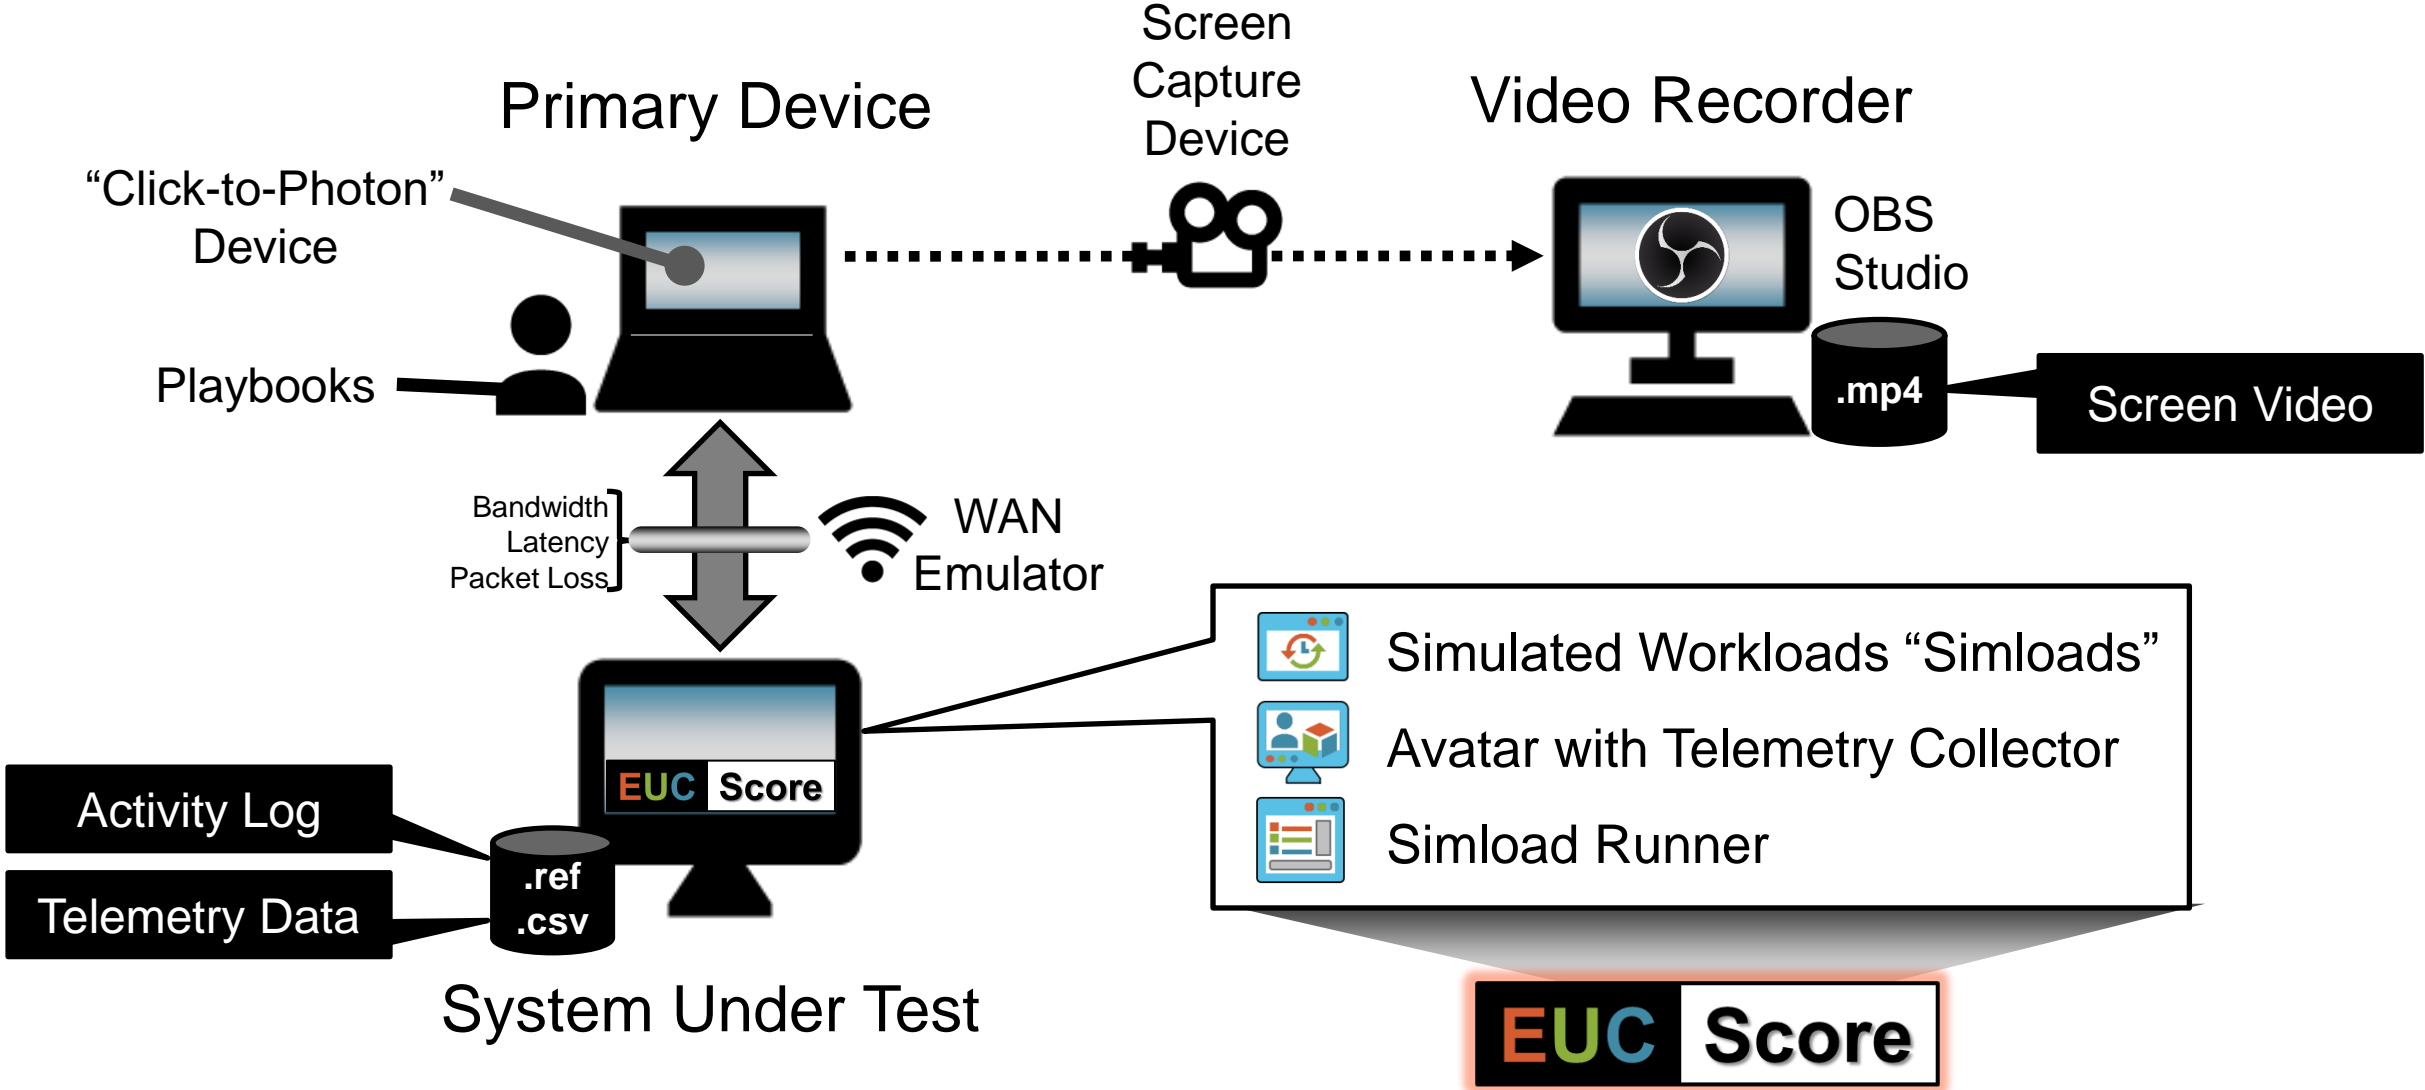 Screen
Capture
Device
Primary Device
Video Recorder
“Click-to-Photon”
Device
OBS
Studio
Playbooks
.mp4
Screen Video
Bandwidth
Latency
Packet Loss
WAN
Emulator
Simulated Workloads “Simloads”
Avatar with Telemetry Collector
Simload Runner
EUC Score
Activity Log
Telemetry Data
.ref
.csv
System Under Test
EUC Score